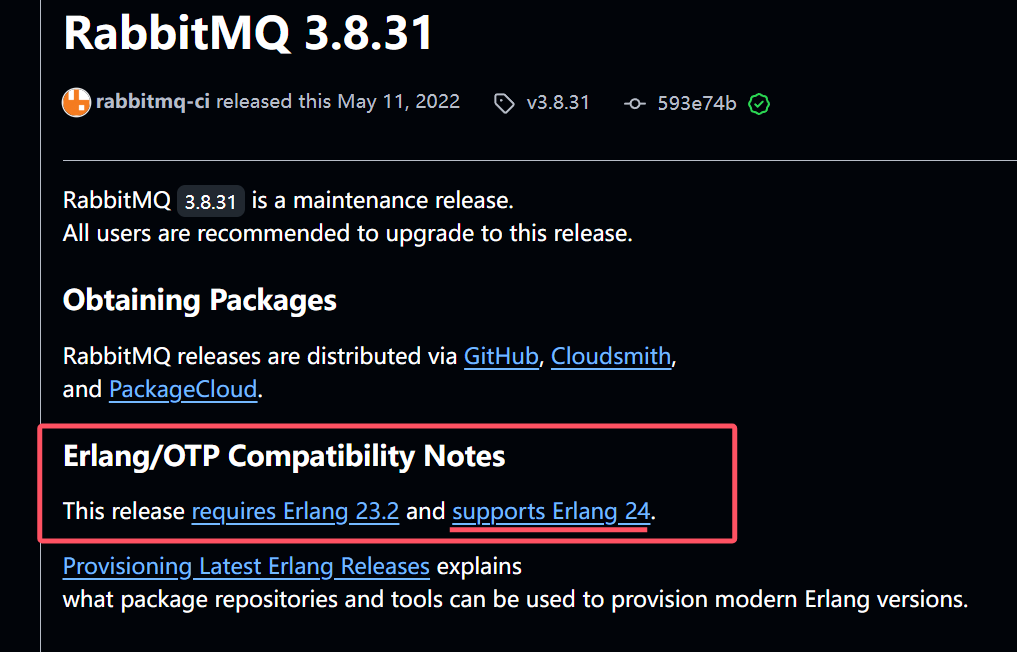 RabbitMQ 3.8.31
rabbitmq-ci released this May 11, 2022 v3.8.31 593e74b
RabbitMQ 3.8.31 is a maintenance release.
All users are recommended to upgrade to this release.
Obtaining Packages
RabbitMQ releases are distributed via GitHub, Cloudsmith,
and PackageCloud.
Erlang/OTP Compatibility Notes
This release requires Erlang 23.2 and supports Erlang 24.
Provisioning Latest Erlang Releases explains
what package repositories and tools can be used to provision modern Erlang versions.